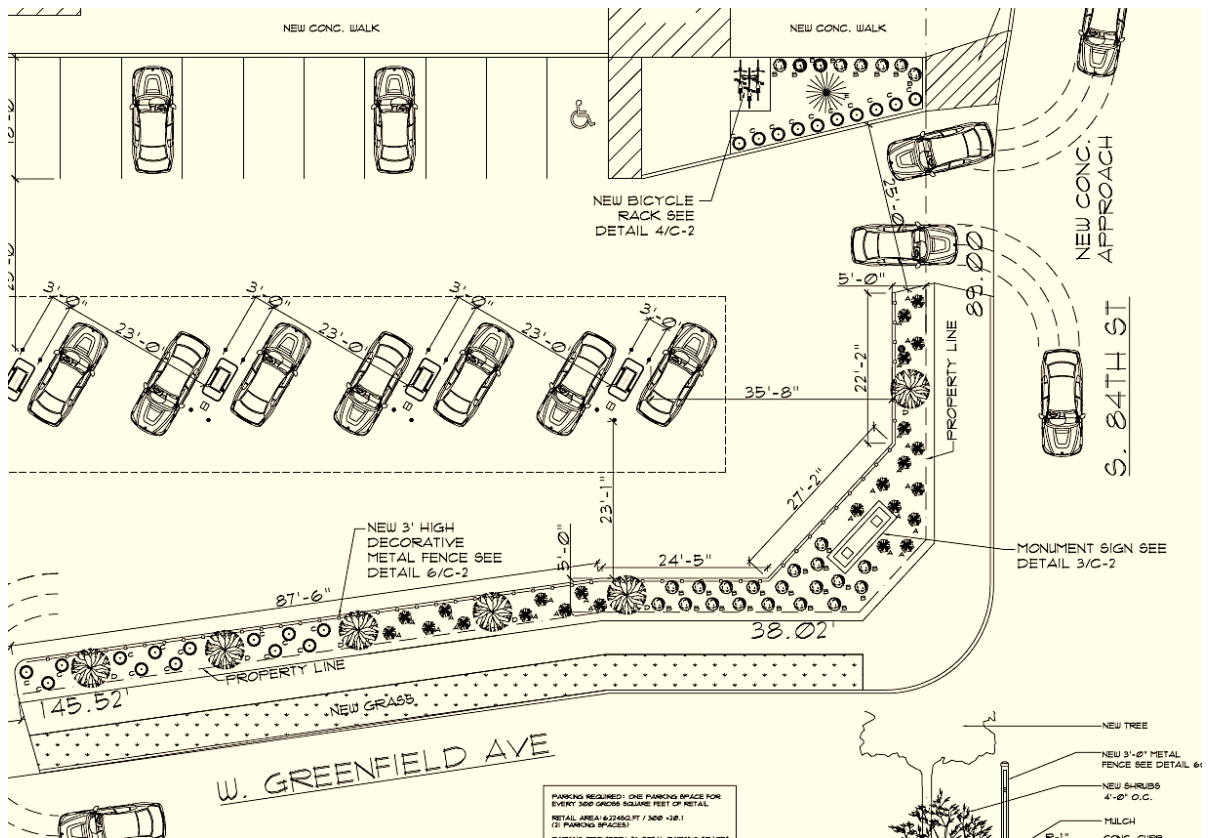 NEW CONC. WALK
NEW CONC. WALK
NEW BICYCLE
RACK SEE
DETAIL 4/C-2
25'-0"
NEW CONC.
APPROACH
5'-0"
S. 84TH ST
3'-0"
3'-0"
3'-0"
3'-0"
23'-0"
23'-0"
23'-0"
35'-8"
22'-2"
PROPERTY LINE
27'-2"
23'-1"
NEW 3' HIGH
DECORATIVE
METAL FENCE SEE
DETAIL 6/C-2
5'-0"
24'-5"
MONUMENT SIGN SEE
DETAIL 3/C-2
87'-6"
38.02'
PROPERTY LINE
145.52'
NEW GRASS
W. GREENFIELD AVE
NEW TREE
NEW 3'-0" METAL
FENCE SEE DETAIL
NEW SHRUBS
4'-0" O.C.
MULCH
PARKING REQUIRED: ONE PARKING SPACE FOR
EVERY 300 GROSS SQUARE FEET OF RETAIL